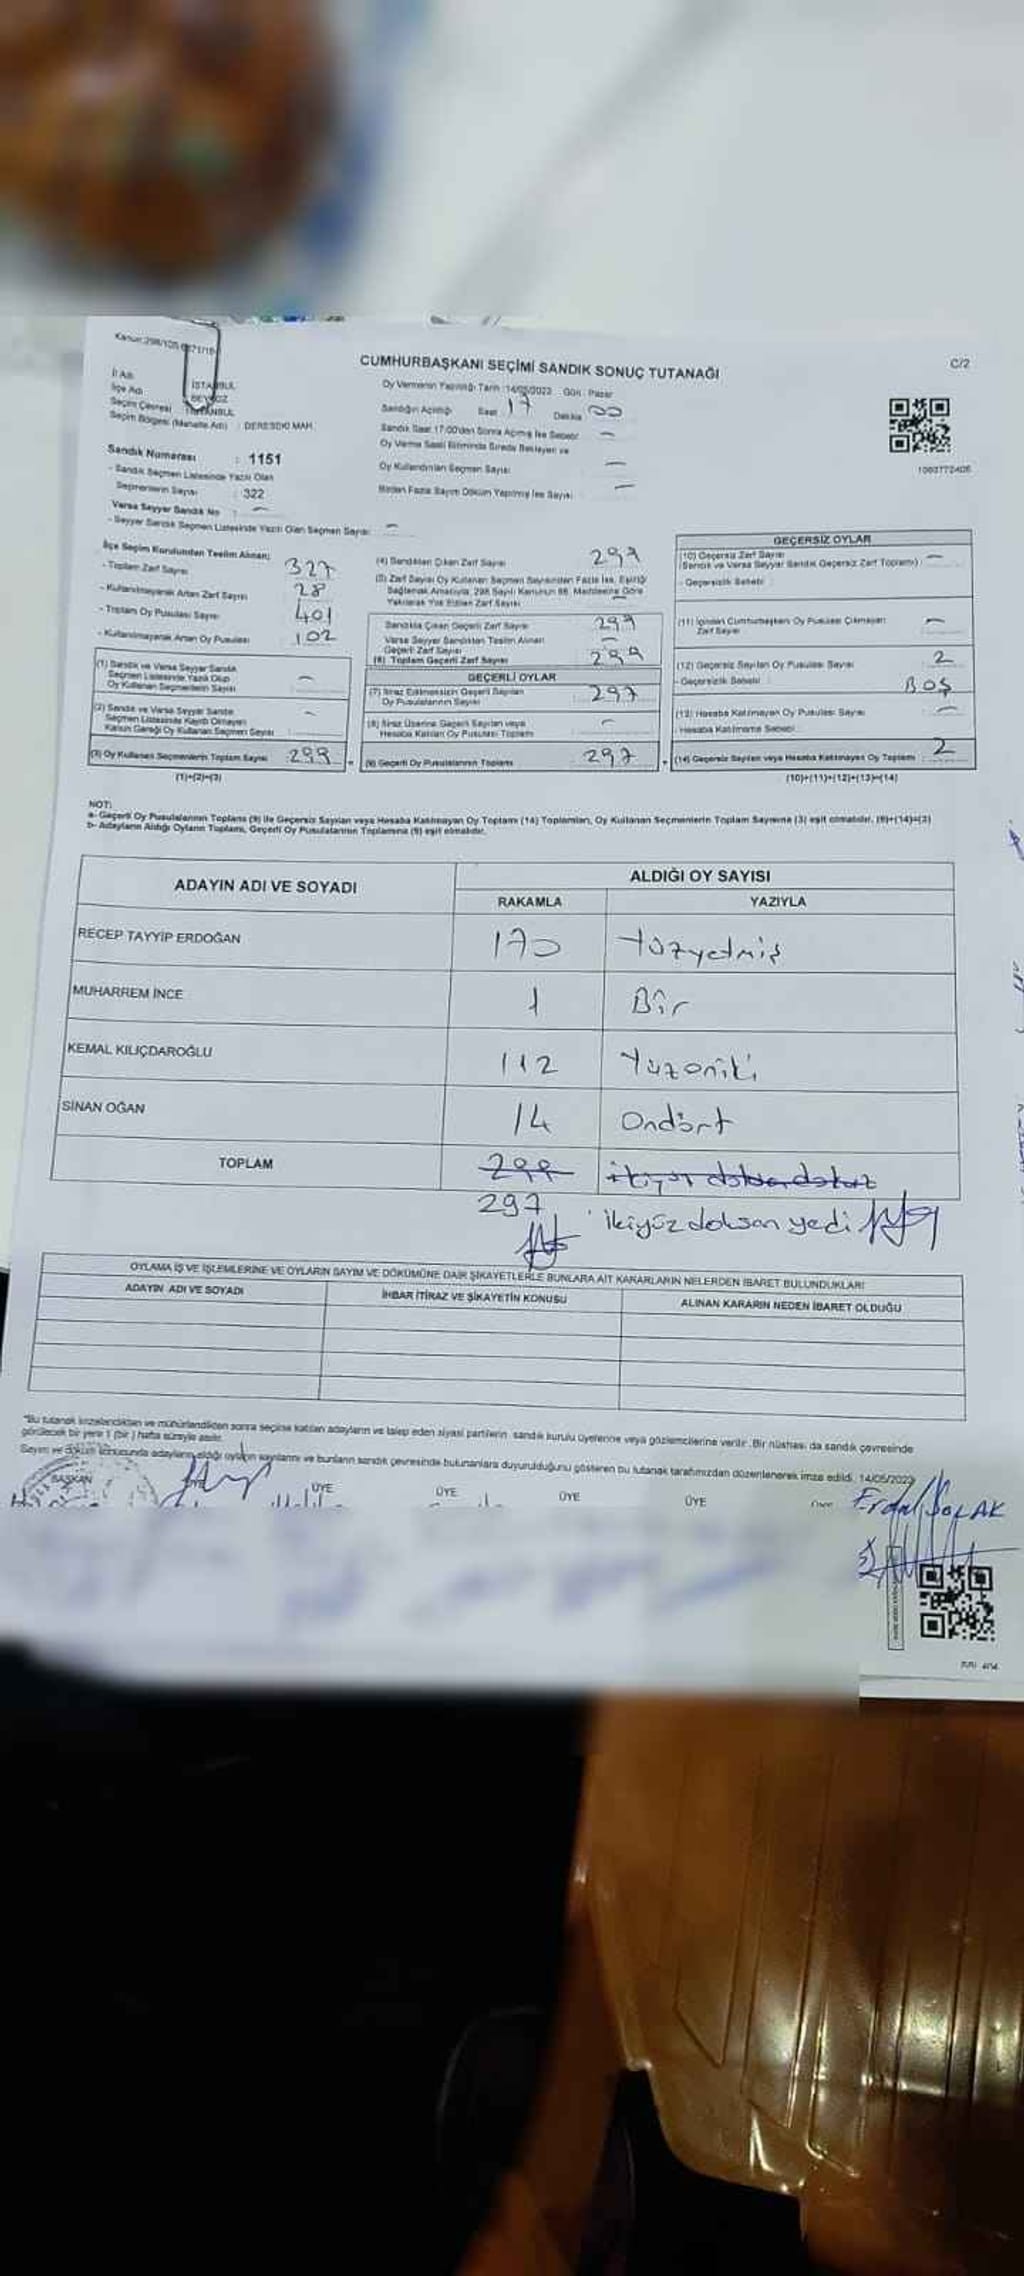 CUMHURBAŞKANI SEÇİMİ SANDIK SONUÇ TUTANAĞI
C/2
İl Adı
İlçe Adı
Seçim Çevresi : İSTANBUL
Seçim Bölgesi (Mahalle Adı) : DERESEKİ MAH.
Oy Vermenin Yapıldığı Tarih :14/05/2023 Gün : Pazar
Sandığın Açıldığı Saat 17 Dakika 00
Sandık Saat 17:00'den Sonra Açılmış İse Sebebi —
Oy Verme Saati Bitiminde Sırada Bekleyen ve
Oy Kullandırılan Seçmen Sayısı —
Birden Fazla Sayım Döküm Yapılmış İse Sayısı —
Sandık Numarası : 1151
- Sandık Seçmen Listesinde Yazılı Olan
Seçmenlerin Sayısı : 322
Varsa Seyyar Sandık No : —
- Seyyar Sandık Seçmen Listesinde Yazılı Olan Seçmen Sayısı —
İlçe Seçim Kurulundan Teslim Alınan;
- Toplam Zarf Sayısı 327
- Kullanılmayarak Artan Zarf Sayısı 28
- Toplam Oy Pusulası Sayısı 401
- Kullanılmayarak Artan Oy Pusulası 102
(1) Sandık ve Varsa Seyyar Sandık
Seçmen Listesinde Yazılı Olup
Oy Kullanan Seçmenlerin Sayısı —
(2) Sandık ve Varsa Seyyar Sandık
Seçmen Listesinde Kayıtlı Olmayan
Kanun Gereği Oy Kullanan Seçmen Sayısı —
(3) Oy Kullanan Seçmenlerin Toplam Sayısı 299
(1)+(2)=(3)
(4) Sandıktan Çıkan Zarf Sayısı 299
(5) Zarf Sayısı Oy Kullanan Seçmen Sayısından Fazla İse, Eşitliği
Sağlamak Amacıyla, 298 Sayılı Kanunun 98. Maddesine Göre
Yakılarak Yok Edilen Zarf Sayısı —
Sandıkta Çıkan Geçerli Zarf Sayısı 299
Varsa Seyyar Sandıktan Teslim Alınan
Geçerli Zarf Sayısı —
(6) Toplam Geçerli Zarf Sayısı 299
GEÇERLİ OYLAR
(7) İtiraz Edilmeksizin Geçerli Sayılan
Oy Pusulalarının Sayısı 297
(8) İtiraz Üzerine Geçerli Sayılan veya
Hesaba Katılan Oy Pusulası Toplamı —
(9) Geçerli Oy Pusulalarının Toplamı 297
GEÇERSİZ OYLAR
(10) Geçersiz Zarf Sayısı
(Sandık ve Varsa Seyyar Sandık Geçersiz Zarf Toplamı) —
- Geçersizlik Sebebi :
(11) İçinden Cumhurbaşkanı Oy Pusulası Çıkmayan
Zarf Sayısı —
(12) Geçersiz Sayılan Oy Pusulası Sayısı 2
- Geçersizlik Sebebi : BOŞ
(13) Hesaba Katılmayan Oy Pusulası Sayısı —
- Hesaba Katılmama Sebebi :
(14) Geçersiz Sayılan veya Hesaba Katılmayan Oy Toplamı 2
(10)+(11)+(12)+(13)=(14)
NOT:
a- Geçerli Oy Pusulalarının Toplamı (9) ile Geçersiz Sayılan veya Hesaba Katılmayan Oy Toplamı (14) Toplamları, Oy Kullanan Seçmenlerin Toplam Sayısına (3) eşit olmalıdır. (9)+(14)=(3)
b- Adayların Aldığı Oyların Toplamı, Geçerli Oy Pusulalarının Toplamına (9) eşit olmalıdır.
ADAYIN ADI VE SOYADI
ALDIĞI OY SAYISI
RAKAMLA YAZIYLA
RECEP TAYYİP ERDOĞAN 170 Yüzyetmiş
MUHARREM İNCE 1 Bir
KEMAL KILIÇDAROĞLU 112 Yüzoniki
SİNAN OĞAN 14 Ondört
TOPLAM 299
297 ikiyüz doksan yedi
OYLAMA İŞ VE İŞLEMLERİNE VE OYLARIN SAYIM VE DÖKÜMÜNE DAİR ŞİKAYETLERLE BUNLARA AİT KARARLARIN NELERDEN İBARET BULUNDUKLARI
ADAYIN ADI VE SOYADI
İHBAR İTİRAZ VE ŞİKAYETİN KONUSU
ALINAN KARARIN NEDEN İBARET OLDUĞU
*Bu tutanak imzalandıktan ve mühürlendikten sonra seçime katılan adayların ve talep eden siyasi partilerin sandık kurulu üyelerine veya gözlemcilerine verilir. Bir nüshası da sandık çevresinde
görülecek bir yere 1 (bir) hafta süreyle asılır.
Sayım ve döküm sonucunda adayların aldığı oyların sayılarını ve bunların sandık çevresinde bulunanlara duyurulduğunu gösteren bu tutanak tarafımızdan düzenlenerek imza edildi. 14/05/2023
BAŞKAN ÜYE ÜYE ÜYE ÜYE ÜYE
Erdal SOLAK